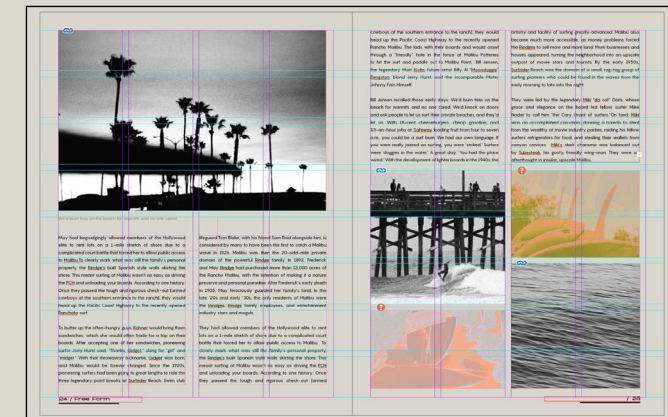 We'd burn tires on the beach for warmth, and no one cared.
May had begrudgingly allowed members of the Hollywood
elite to rent lots on a 1-mile stretch of shore due to a
complicated court battle that forced her to allow public access
to Malibu. To clearly mark what was still the family's personal
property, the Rindge's built Spanish style walls skirting the
shore. This meant surfing at Malibu wasn't as easy as driving
the PCH and unloading your boards. According to one history:
Once they passed the tough and rigorous check-out (armed
cowboys at the southern entrance to the ranch), they would
head up the Pacific Coast Highway to the recently opened
Rancho surf.
To butter up the often-hungry guys, Kohner would bring them
sandwiches, which she would often trade for a trip on their
boards. After accepting one of her sandwiches, pioneering
surfer Jerry Hurst said, "Thanks, Gidget," slang for "girl" and
"midget." With that throwaway nickname, Gidget was born,
and Malibu would be forever changed. Since the 1920s,
pioneering surfers had been going to great lengths to ride the
three legendary point breaks at Surfrider Beach. Irwin club
lifeguard Tom Blake, with his friend Sam Reid alongside him, is
considered by many to have been the first to catch a Malibu
wave in 1926. Malibu was then the 20-odd-mile private
domain of the powerful Rindge family. In 1892, Frederick
and May Rindge had purchased more than 13,000 acres of
the Rancho Malibu, with the intention of making it a nature
preserve and personal paradise. After Frederick's early death
in 1905, May ferociously guarded her family's land. In the
late '20s and early '30s, the only residents of Malibu were
the Rindges, Rindge family employees, and entertainment
industry stars and moguls.
They had allowed members of the Hollywood elite to rent
lots on a 1-mile stretch of shore due to a complicated court
battle that forced her to allow public access to Malibu. To
clearly mark what was still the family's personal property,
the Rindge's built Spanish style walls skirting the shore. This
meant surfing at Malibu wasn't as easy as driving the PCH
and unloading your boards. According to one history: Once
they passed the tough and rigorous check-out (armed
24 / Free Form
cowboys at the southern entrance to the ranch), they would
head up the Pacific Coast Highway to the recently opened
Rancho Malibu. The lads with their boards and would crawl
through a "friendly" hole in the fence at Malibu Potteries
to hit the surf and paddle out to Malibu Point. Bill Jensen,
the legendary Matt Kivlin, future artist Billy Al "Moondoggie"
Bengston, blond Jerry Hurst, and the incomparable Mister
Johnny Fain Himself.
Bill Jensen recalled those early days: We'd burn tires on the
beach for warmth, and no one cared. We'd knock on doors
and ask people to let us surf their private beaches, and they'd
let us. With 18-cent cheeseburgers, cheap gasoline, and
$3-an-hour jobs at Safeway loading fruit from four to seven
a.m., you could be a surf bum. We had our own language. If
you were really passed on surfing, you were 'stoked.' Surfers
were 'doggies in the water.' A great day: 'You had the place
wired.' With the development of lighter boards in the 1940s, the
artistry and facility of surfing greatly advanced. Malibu also
became much more accessible, as money problems forced
the Rindges to sell more and more land. More businesses and
houses appeared, turning the neighborhood into an upscale
outpost of movie stars and tourists. By the early 1950s,
Surfrider Beach was the domain of a small, rag-tag group of
surfing pioneers who could be found in the waves from the
early morning to late into the night.
They were led by the legendary Miki "da cat" Dora, whose
grace and elegance on the board led fellow surfer Mike
Nader to call him "the Cary Grant of surfers." On land, Miki
was an accomplished con-man, stealing a tuxedo to steal
from the wealthy at movie industry parties, raiding his fellow
surfers' refrigerators for food, and stealing their wallets from
canyon crevices. Miki's dark charisma was balanced out
by Tubesteak, his goofy, friendly wing-man. They were an
afterthought in insular, upscale Malibu.
/ 25